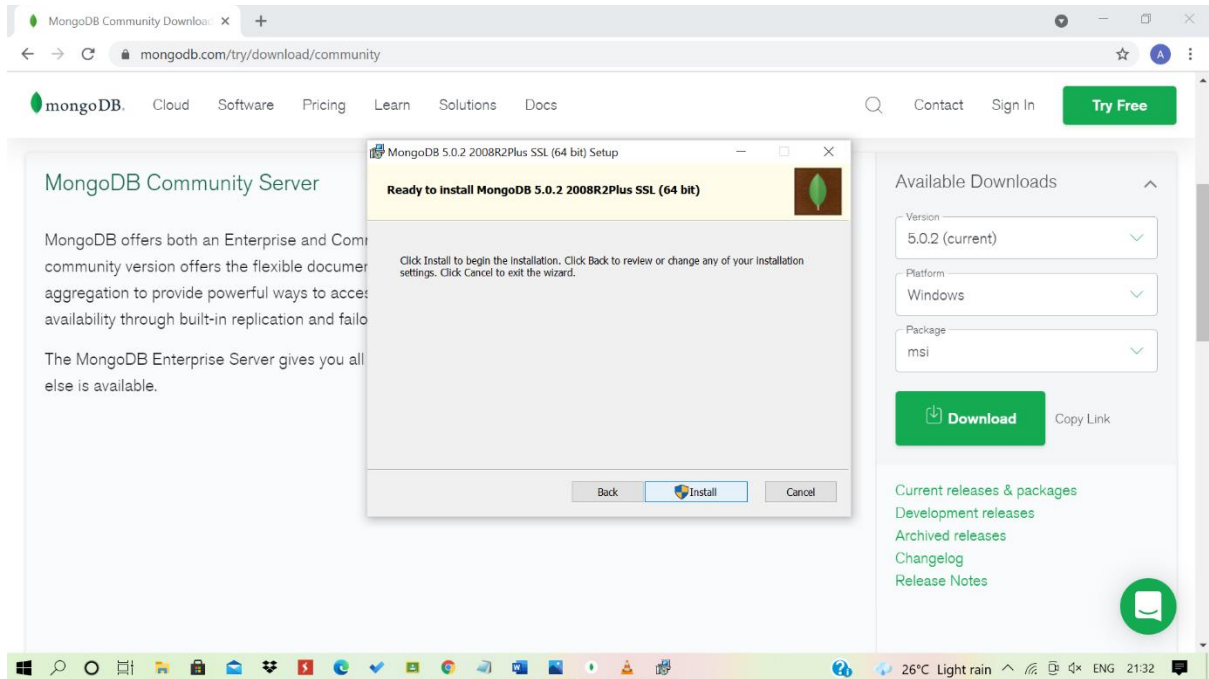 MongoDB Community Download
mongodb.com/try/download/community
A
mongoDB.
Cloud
Software
Pricing
Learn
Solutions
Docs
Contact
Sign In
Try Free
MongoDB Community Server
MongoDB offers both an Enterprise and Com
community version offers the flexible docume
aggregation to provide powerful ways to acces
availability through built-in replication and failo
The MongoDB Enterprise Server gives you all
else is available.
MongoDB 5.0.2 2008R2Plus SSL (64 bit) Setup
Ready to install MongoDB 5.0.2 2008R2Plus SSL (64 bit)
Click Install to begin the installation. Click Back to review or change any of your installation
settings. Click Cancel to exit the wizard.
Back
Install
Cancel
Available Downloads
Version
5.0.2 (current)
Platform
Windows
Package
msi
Download
Copy Link
Current releases & packages
Development releases
Archived releases
Changelog
Release Notes
26°C Light rain
ENG
21:32